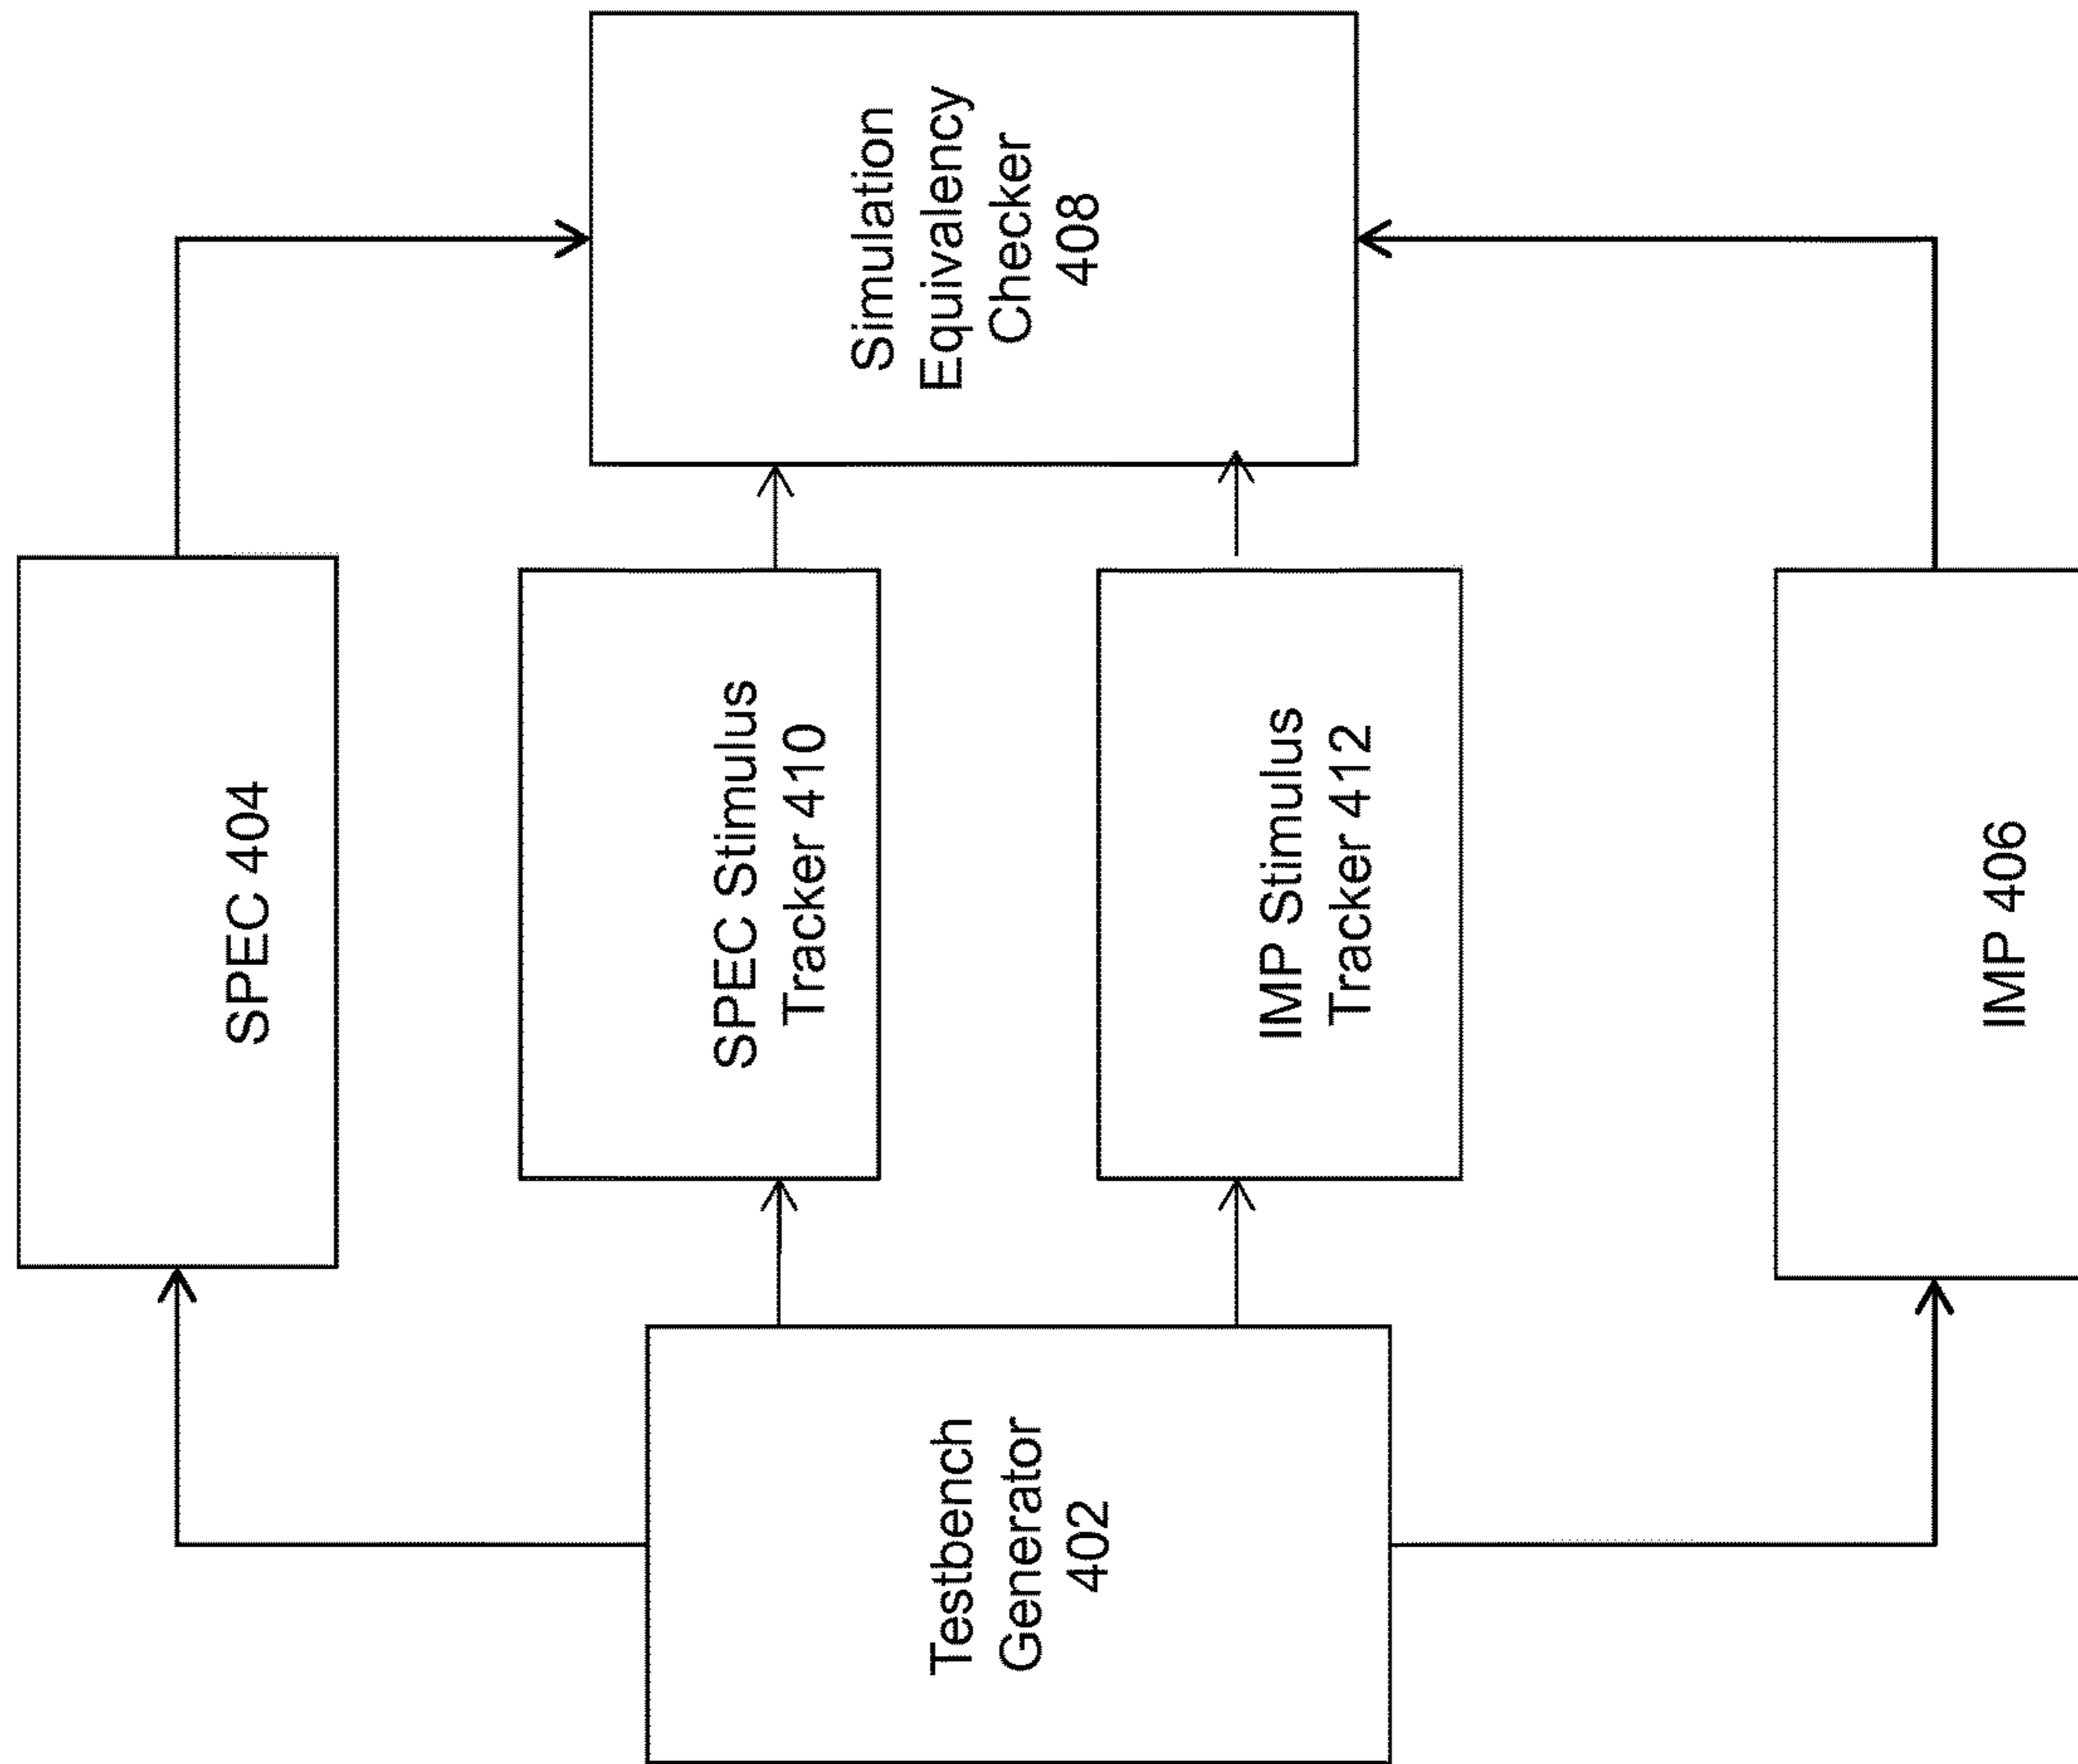 SPEC 404
Testbench
Generator
402
SPEC Stimulus
Tracker 410
IMP Stimulus
Tracker 412
Simulation
Equivalency
Checker
408
IMP 406